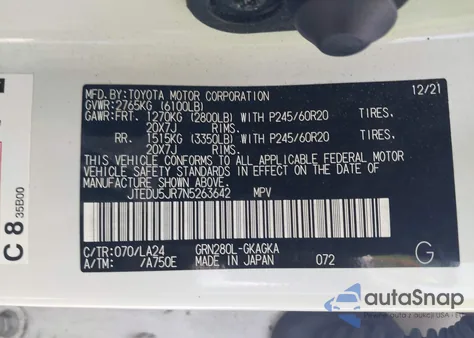 MFD.BY:TOYOTA MOTOR CORPORATION 12/21
GVWR:2765KG (6100LB)
GAWR:FRT. 1270KG (2800LB) WITH P245/60R20 TIRES,
20X7J RIMS.
RR. 1515KG (3350LB) WITH P245/60R20 TIRES,
20X7J RIMS.
THIS VEHICLE CONFORMS TO ALL APPLICABLE FEDERAL MOTOR
VEHICLE SAFETY STANDARDS IN EFFECT ON THE DATE OF
MANUFACTURE SHOWN ABOVE.
JTEDU5JR7N5263642 MPV
C/TR:070/LA24 GRN280L-GKAGKA
A/TM: /A750E MADE IN JAPAN 072
G
C 8 35B00
autoSnap